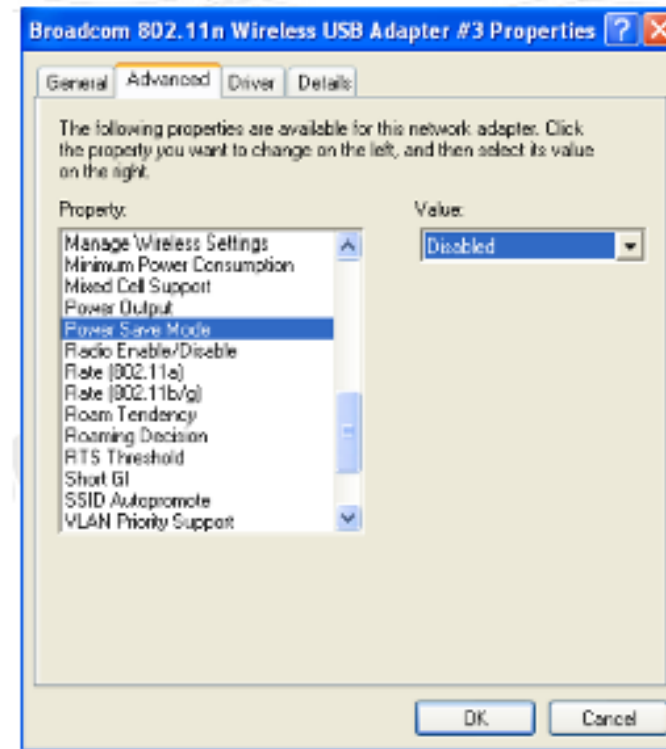 Broadcom 802.11n Wireless USB Adapter #3 Properties
General Advanced Driver Details
The following properties are available for this network adapter. Click
the property you want to change on the left, and then select its value
on the right.
Property: Value:
Manage Wireless Settings Disabled
Minimum Power Consumption
Mixed Cell Support
Power Output
Power Save Mode
Radio Enable/Disable
Rate (802.11a)
Rate (802.11b/g)
Roam Tendency
Roaming Decision
RTS Threshold
Short GI
SSID Autopromote
VLAN Priority Support
OK Cancel